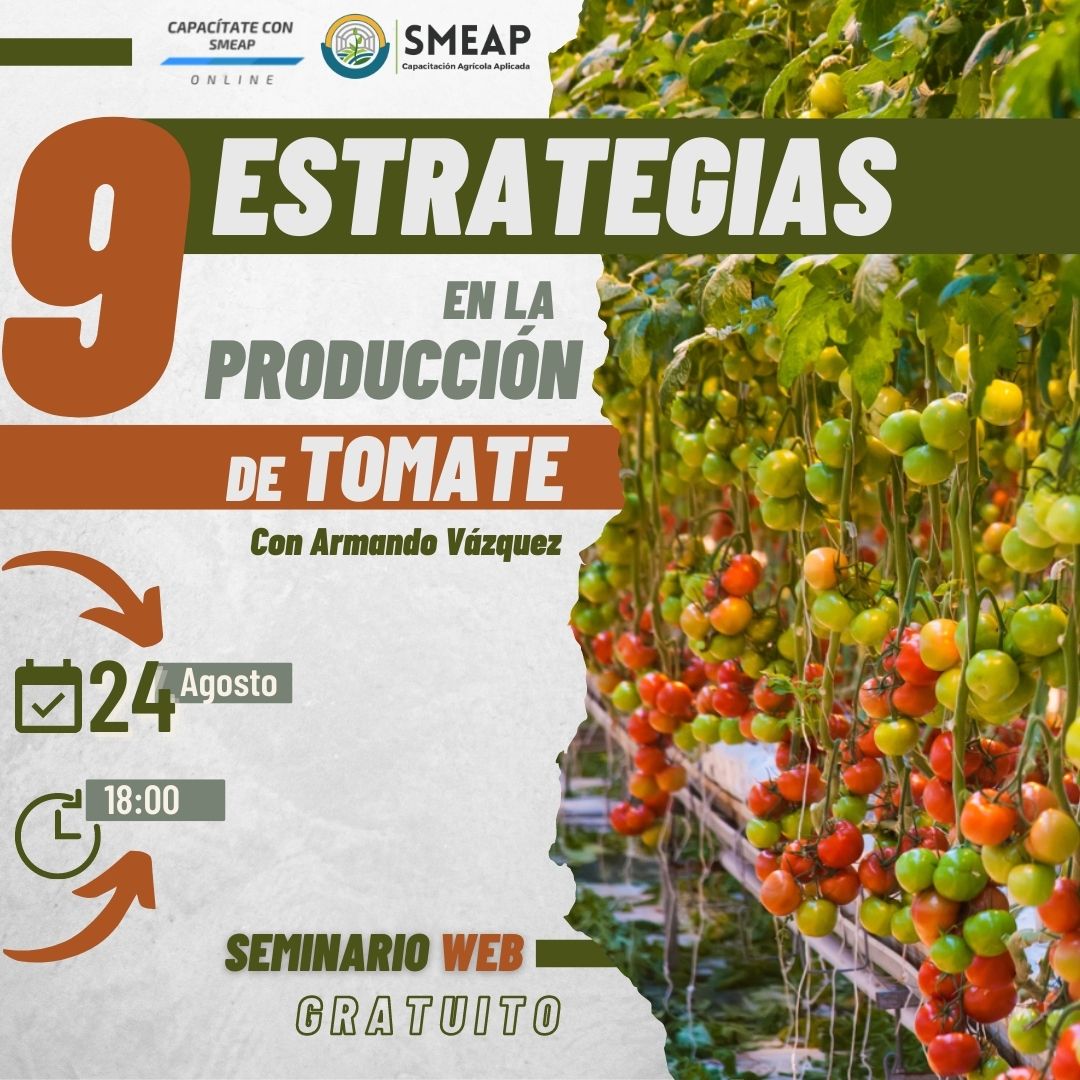 CAPACÍTATE CON
SMEAP
ONLINE
SMEAP
Capacitación Agrícola Aplicada
9 ESTRATEGIAS
EN LA
PRODUCCIÓN
DE TOMATE
Con Armando Vázquez
24 Agosto
18:00
SEMINARIO WEB
GRATUITO